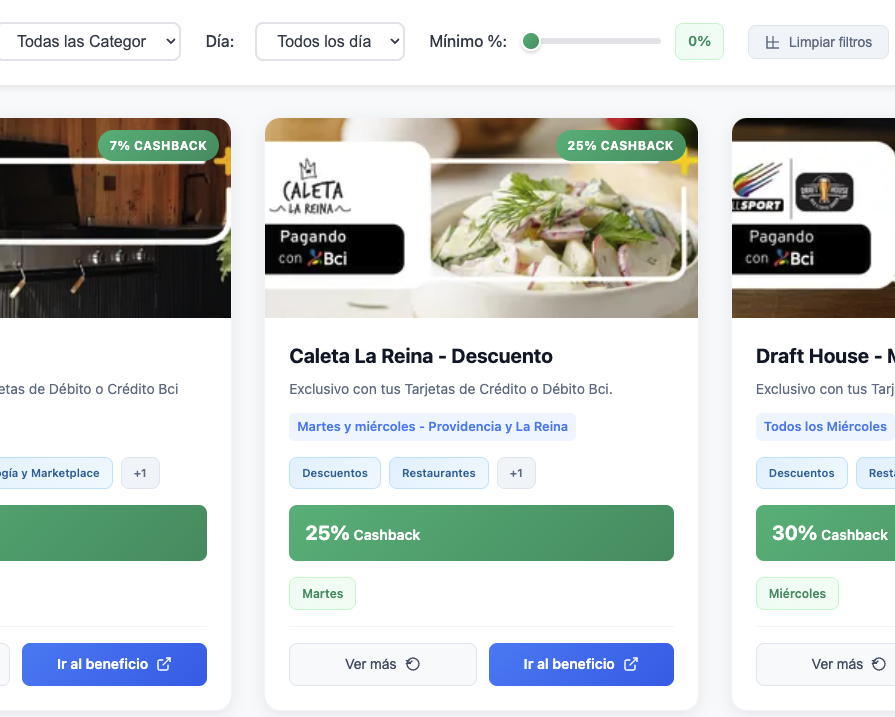 Todas las Categor
Día:
Todos los día
Mínimo %:
0%
Limpiar filtros
7% CASHBACK
etas de Débito o Crédito Bci
gía y Marketplace
+1
Ir al beneficio
25% CASHBACK
CALETA
LA REINA
Pagando
con Bci
Caleta La Reina - Descuento
Exclusivo con tus Tarjetas de Crédito o Débito Bci.
Martes y miércoles - Providencia y La Reina
Descuentos
Restaurantes
+1
25% Cashback
Martes
Ver más
Ir al beneficio
LLSPORT
DRAFT HOUSE
Pagando
con Bci
Draft House - M
Exclusivo con tus Tarj
Todos los Miércoles
Descuentos
Resta
30% Cashback
Miércoles
Ver más